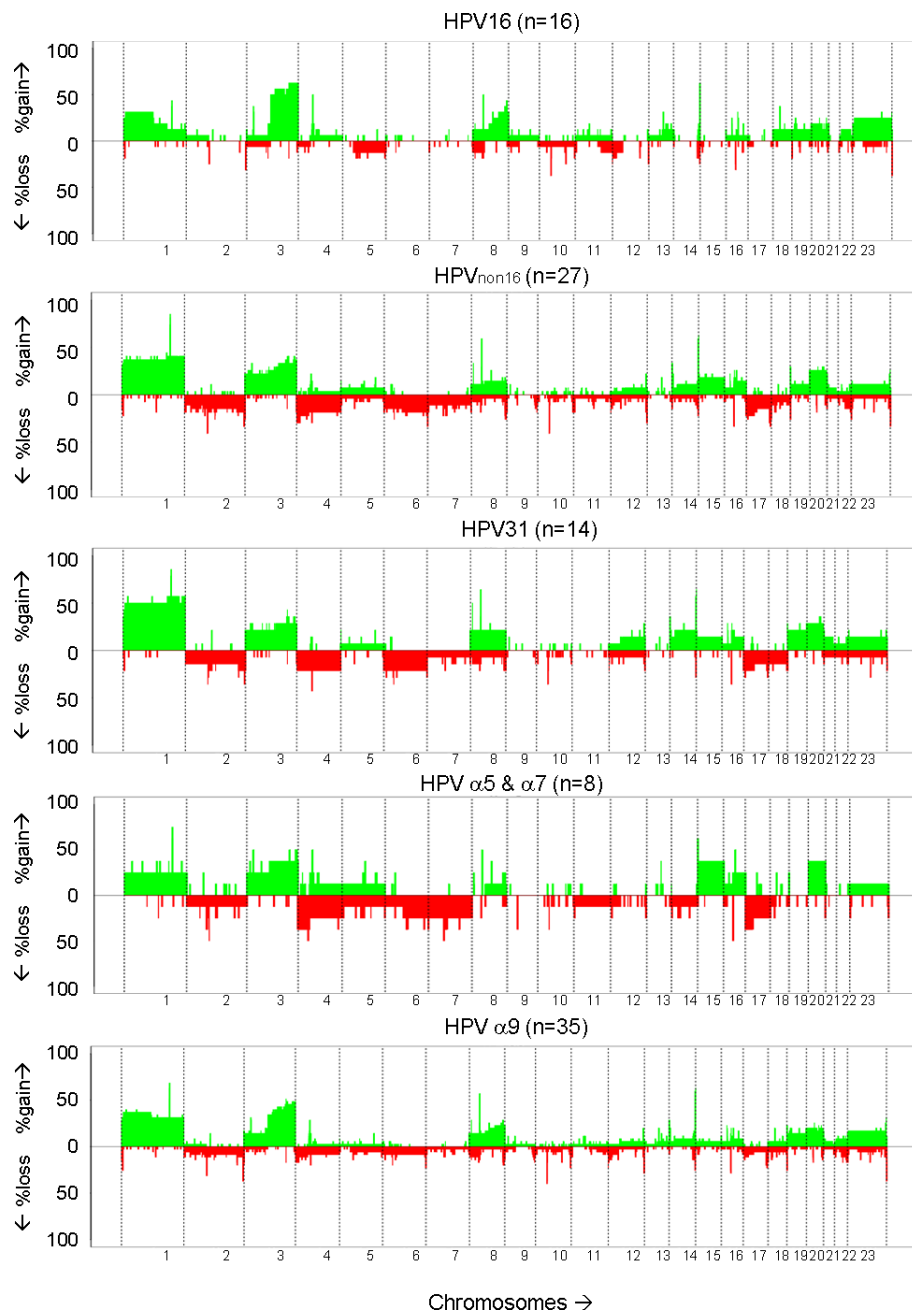 HPV16 (n=16)
100
50
0
50
100
← %loss %gain→
1 2 3 4 5 6 7 8 9 10 11 12 13 14 15 16 17 18 19 20 21 22 23
HPVnon16 (n=27)
100
50
0
50
100
← %loss %gain→
1 2 3 4 5 6 7 8 9 10 11 12 13 14 15 16 17 18 19 20 21 22 23
HPV31 (n=14)
100
50
0
50
100
← %loss %gain→
1 2 3 4 5 6 7 8 9 10 11 12 13 14 15 16 17 18 19 20 21 22 23
HPV α5 & α7 (n=8)
100
50
0
50
100
← %loss %gain→
1 2 3 4 5 6 7 8 9 10 11 12 13 14 15 16 17 18 19 20 21 22 23
HPV α9 (n=35)
100
50
0
50
100
← %loss %gain→
1 2 3 4 5 6 7 8 9 10 11 12 13 14 15 16 17 18 19 20 21 22 23
Chromosomes →